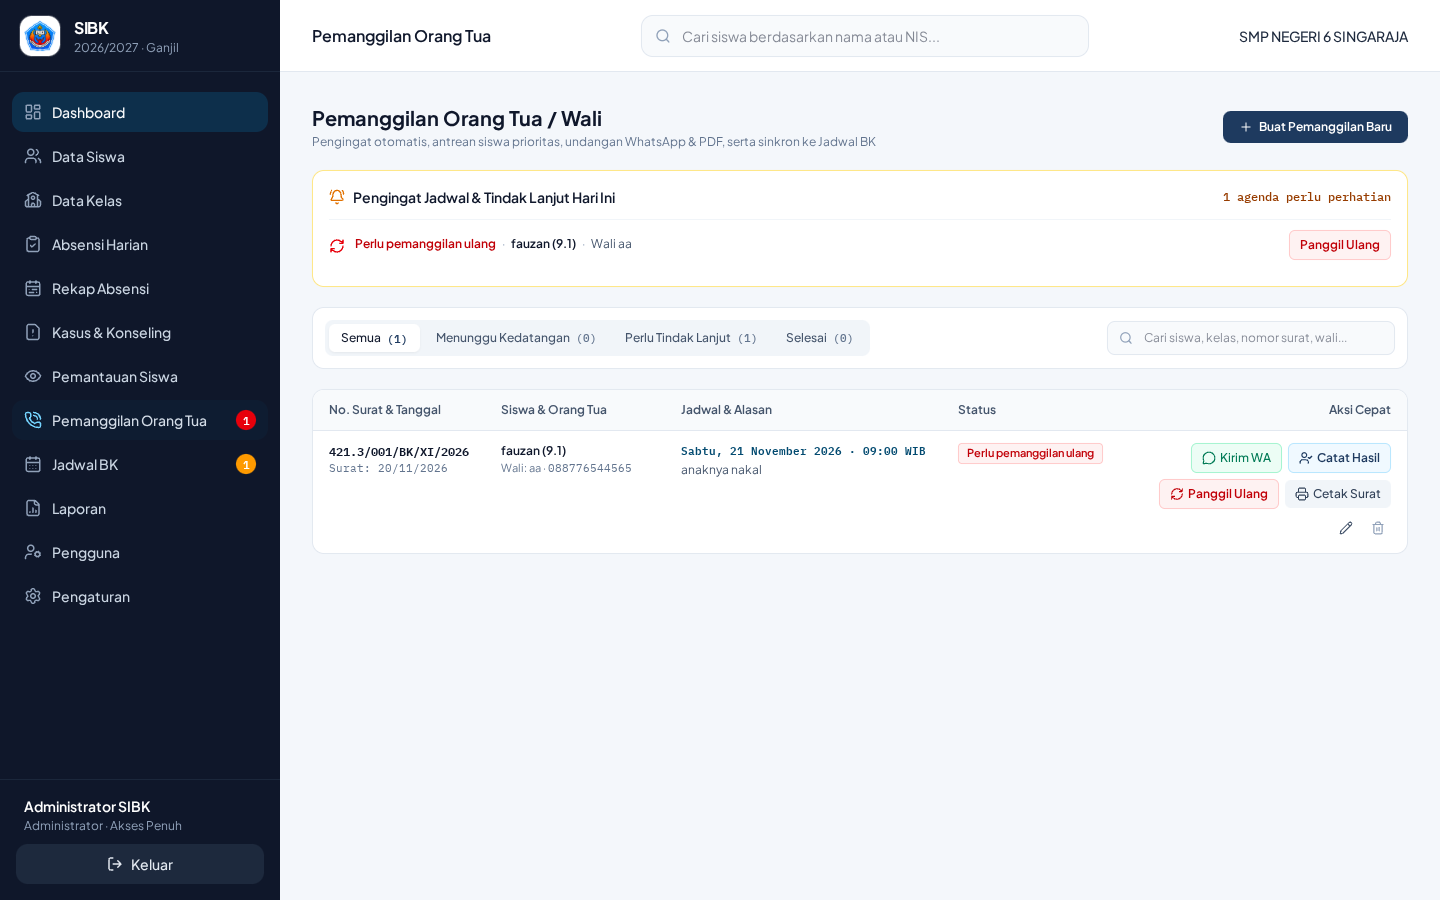 SIBK
2026/2027 · Ganjil
Dashboard
Data Siswa
Data Kelas
Absensi Harian
Rekap Absensi
Kasus & Konseling
Pemantauan Siswa
Pemanggilan Orang Tua 1
Jadwal BK 1
Laporan
Pengguna
Pengaturan
Administrator SIBK
Administrator · Akses Penuh
Keluar
Pemanggilan Orang Tua
Cari siswa berdasarkan nama atau NIS...
SMP NEGERI 6 SINGARAJA
Pemanggilan Orang Tua / Wali
Pengingat otomatis, antrean siswa prioritas, undangan WhatsApp & PDF, serta sinkron ke Jadwal BK
Buat Pemanggilan Baru
Pengingat Jadwal & Tindak Lanjut Hari Ini
1 agenda perlu perhatian
Perlu pemanggilan ulang · fauzan (9.1) · Wali aa
Panggil Ulang
Semua (1) Menunggu Kedatangan (0) Perlu Tindak Lanjut (1) Selesai (0)
Cari siswa, kelas, nomor surat, wali...
No. Surat & Tanggal Siswa & Orang Tua Jadwal & Alasan Status Aksi Cepat
421.3/001/BK/XI/2026
Surat: 20/11/2026
fauzan (9.1)
Wali: aa · 088776544565
Sabtu, 21 November 2026 · 09:00 WIB
anaknya nakal
Perlu pemanggilan ulang
Kirim WA
Catat Hasil
Panggil Ulang
Cetak Surat